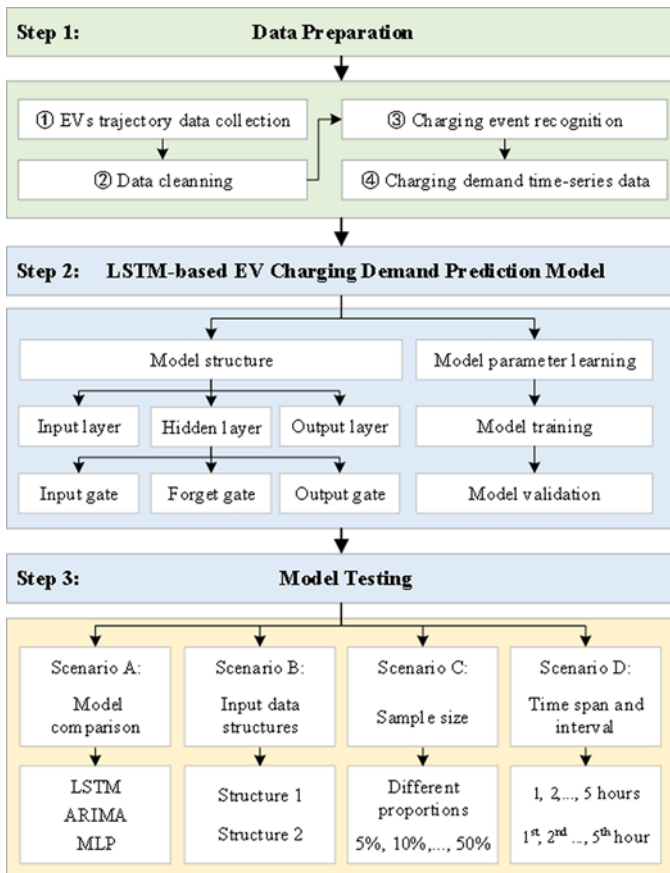 Step 1: Data Preparation
① EVs trajectory data collection
② Data cleanning
③ Charging event recognition
④ Charging demand time-series data
Step 2: LSTM-based EV Charging Demand Prediction Model
Model structure
Model parameter learning
Input layer
Hidden layer
Output layer
Model training
Input gate
Forget gate
Output gate
Model validation
Step 3: Model Testing
Scenario A:
Model
comparison
Scenario B:
Input data
structures
Scenario C:
Sample size
Scenario D:
Time span and
interval
LSTM
ARIMA
MLP
Structure 1
Structure 2
Different
proportions
5%, 10%,..., 50%
1, 2,..., 5 hours
1st, 2nd ..., 5th hour